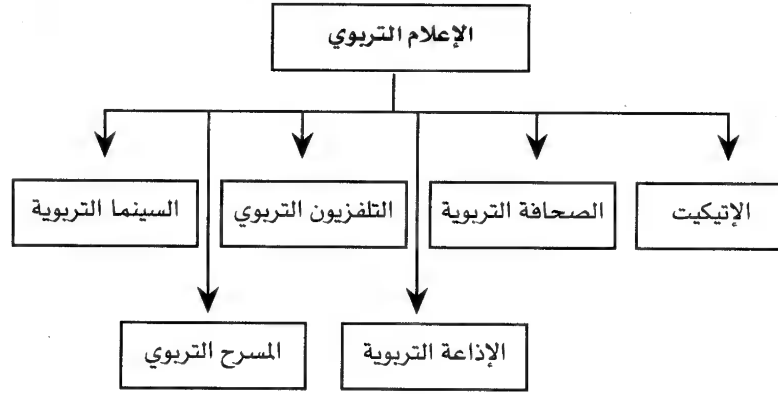 الإعلام التربوي
الإتيكيت
الصحافة التربوية
التلفزيون التربوي
السينما التربوية
الإذاعة التربوية
المسرح التربوي